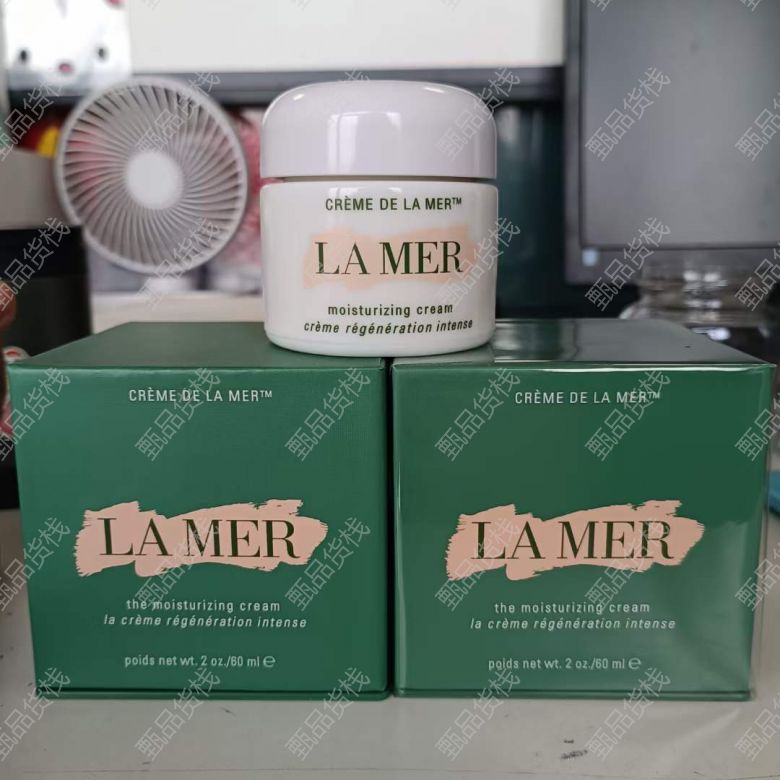 CRÈME DE LA MER™
LA MER
moisturizing cream
crème régénération intense
CRÈME DE LA MER™
LA MER
the moisturizing cream
la crème régénération intense
poids net wt. 2 oz./60 ml ℮
CRÈME DE LA MER™
LA MER
the moisturizing cream
la crème régénération intense
poids net wt. 2 oz./60 ml ℮
甄品货栈